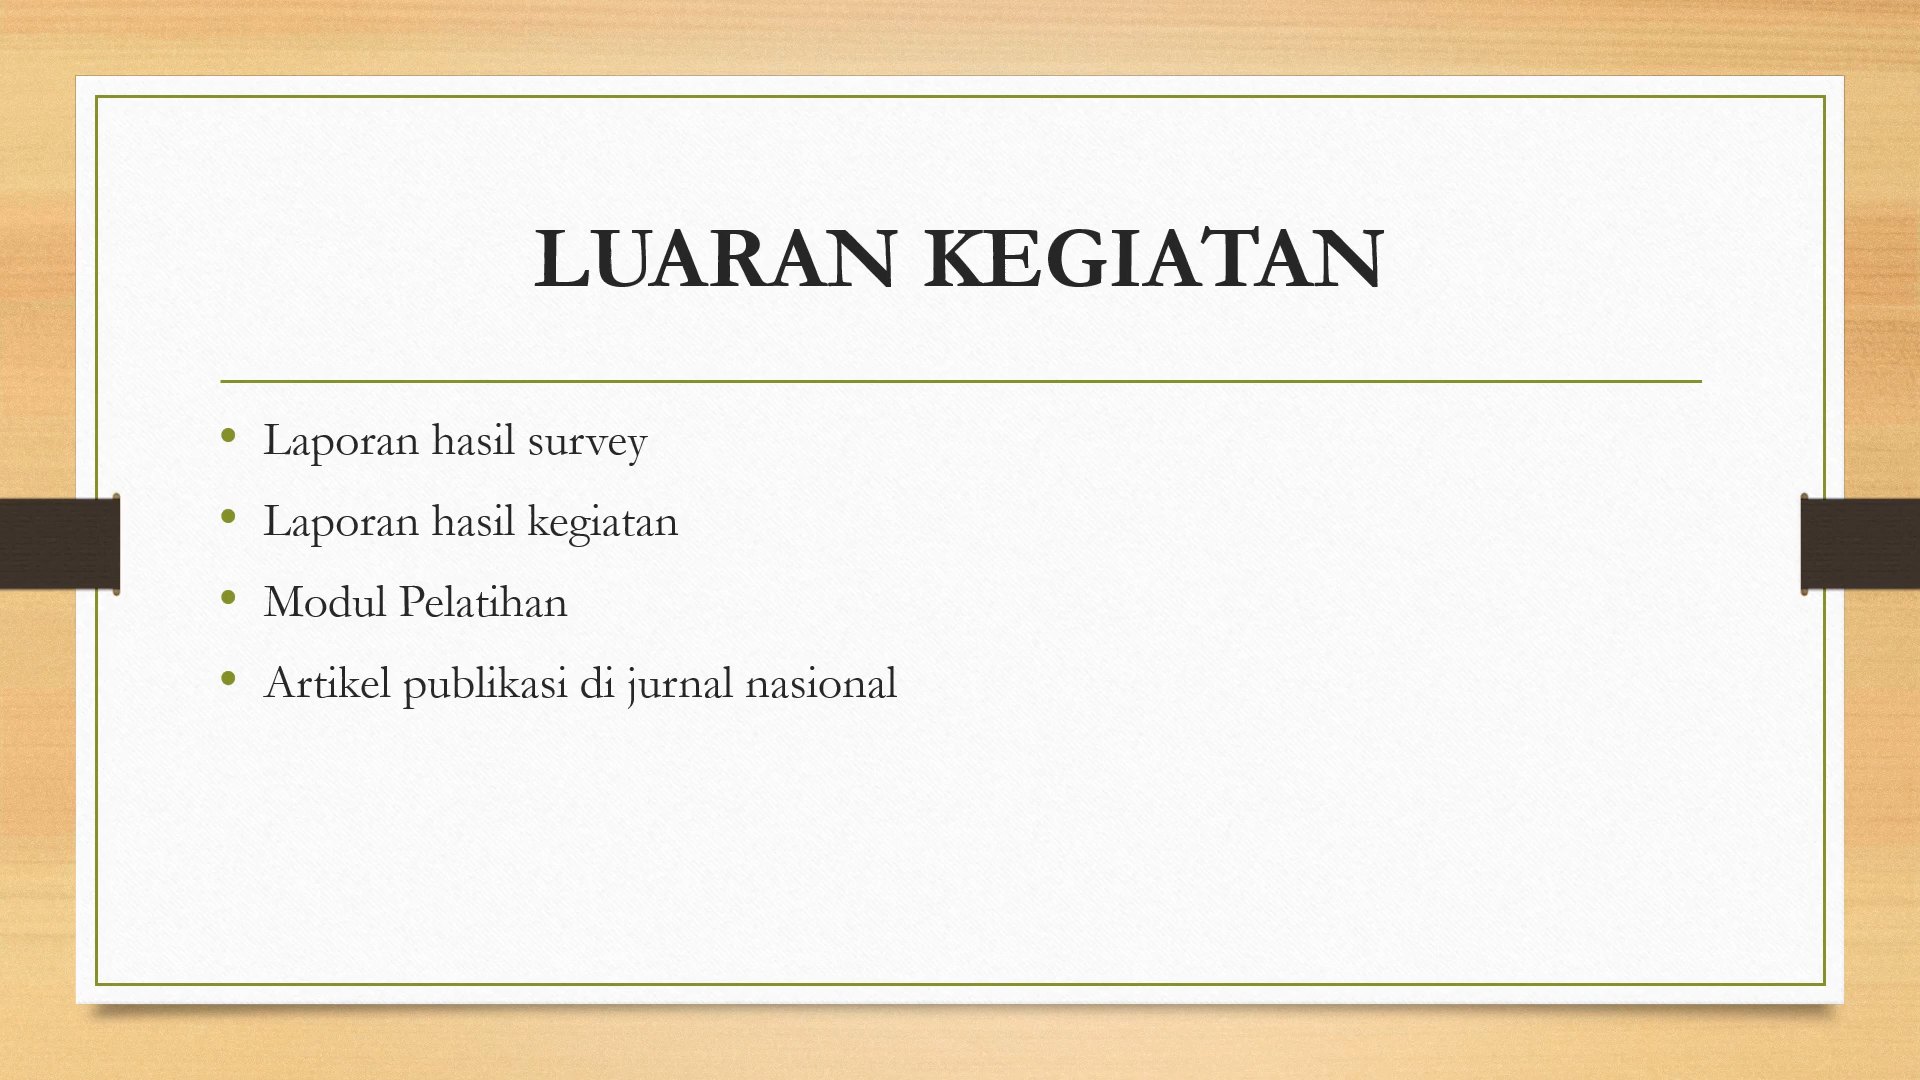 LUARAN KEGIATAN
• Laporan hasil survey
• Laporan hasil kegiatan
• Modul Pelatihan
• Artikel publikasi di jurnal nasional